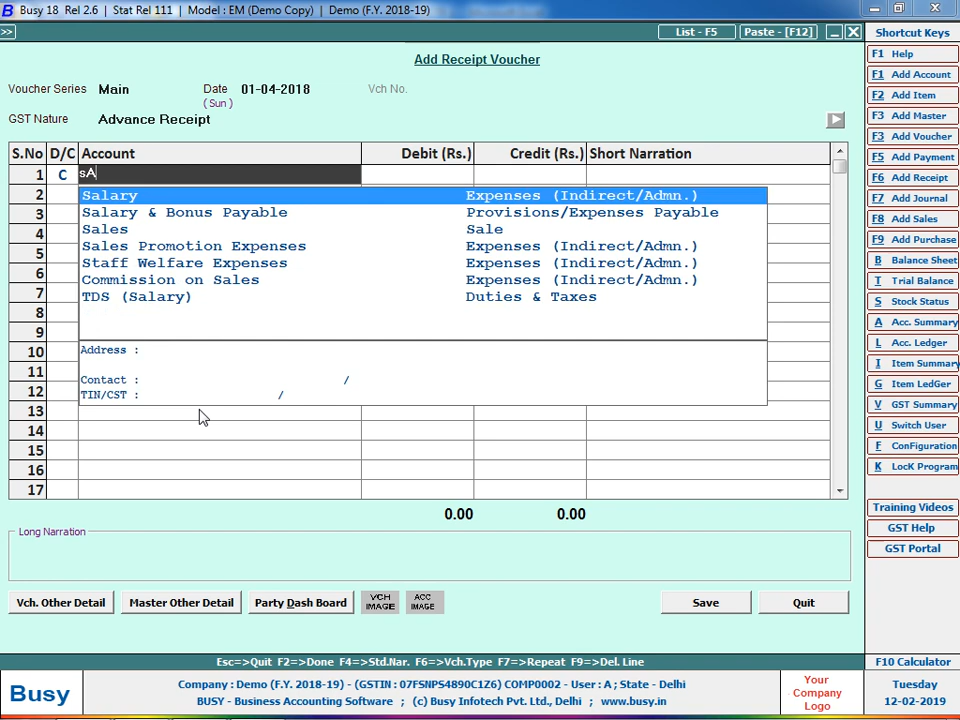 Busy 18 Rel 2.6 | Stat Rel 111 | Model : EM (Demo Copy) | Demo (F.Y. 2018-19)
>> List - F5 Paste - [F12]
Add Receipt Voucher
Voucher Series Main Date 01-04-2018 Vch No.
( Sun )
GST Nature Advance Receipt
S.No D/C Account Debit (Rs.) Credit (Rs.) Short Narration
1 C sA
2 Salary Expenses (Indirect/Admn.)
3 Salary & Bonus Payable Provisions/Expenses Payable
4 Sales Sale
5 Sales Promotion Expenses Expenses (Indirect/Admn.)
6 Staff Welfare Expenses Expenses (Indirect/Admn.)
Commission on Sales Expenses (Indirect/Admn.)
7 TDS (Salary) Duties & Taxes
8
9
10 Address :
11
Contact : /
12 TIN/CST : /
13
14
15
16
17
0.00 0.00
Long Narration
Vch. Other Detail Master Other Detail Party Dash Board VCH IMAGE ACC IMAGE Save Quit
Esc=>Quit F2=>Done F4=>Std.Nar. F6=>Vch.Type F7=>Repeat F9=>Del. Line
Busy
Company : Demo (F.Y. 2018-19) - (GSTIN : 07FSNPS4890C1Z6) COMP0002 - User : A ; State - Delhi
BUSY - Business Accounting Software ; (c) Busy Infotech Pvt. Ltd., Delhi ; www.busy.in
Your
Company
Logo
Shortcut Keys
F1 Help
F1 Add Account
F2 Add Item
F3 Add Master
F3 Add Voucher
F5 Add Payment
F6 Add Receipt
F7 Add Journal
F8 Add Sales
F9 Add Purchase
B Balance Sheet
T Trial Balance
S Stock Status
A Acc. Summary
L Acc. Ledger
I Item Summary
G Item LedGer
V GST Summary
U Switch User
F ConFiguration
K LocK Program
Training Videos
GST Help
GST Portal
F10 Calculator
Tuesday
12-02-2019